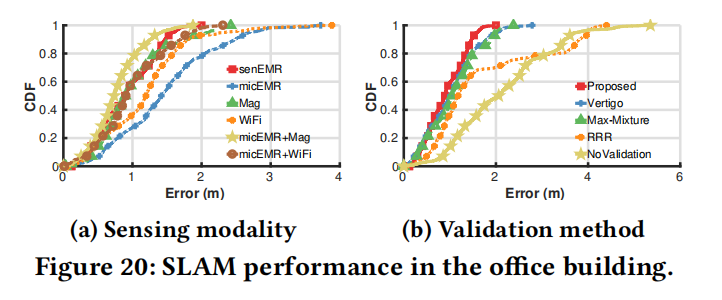 1
0.8
0.6
0.4
0.2
0
CDF
senEMR
micEMR
Mag
WiFi
micEMR+Mag
micEMR+WiFi
0 1 2 3 4
Error (m)
(a) Sensing modality
1
0.8
0.6
0.4
0.2
0
CDF
Proposed
Vertigo
Max-Mixture
RRR
NoValidation
0 2 4 6
Error (m)
(b) Validation method
Figure 20: SLAM performance in the office building.